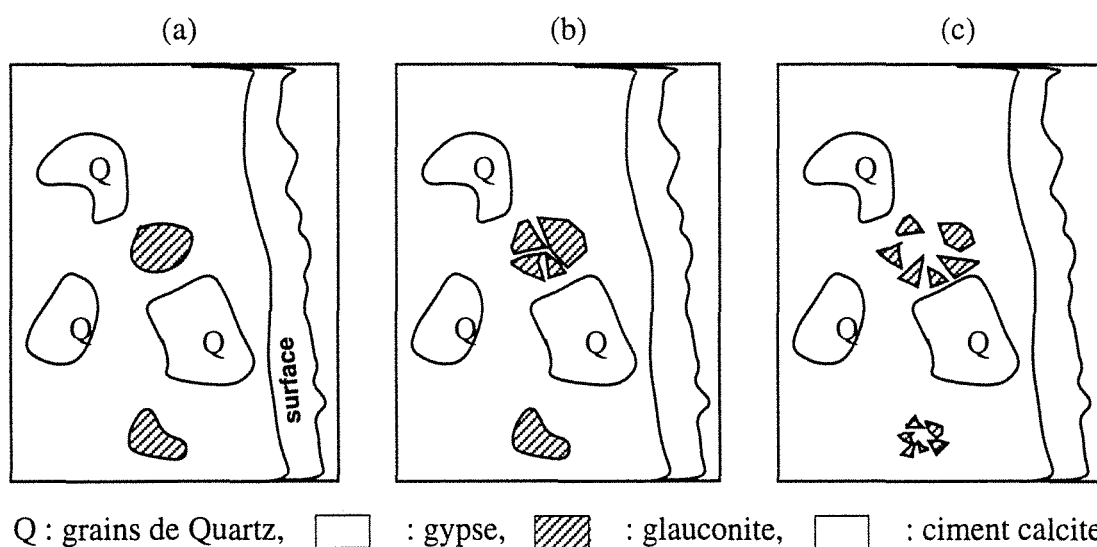 (a) (b) (c)
Q Q Q
Q Q Q Q Q Q
surface
Q : grains de Quartz, : gypse, : glauconite, : ciment calcite